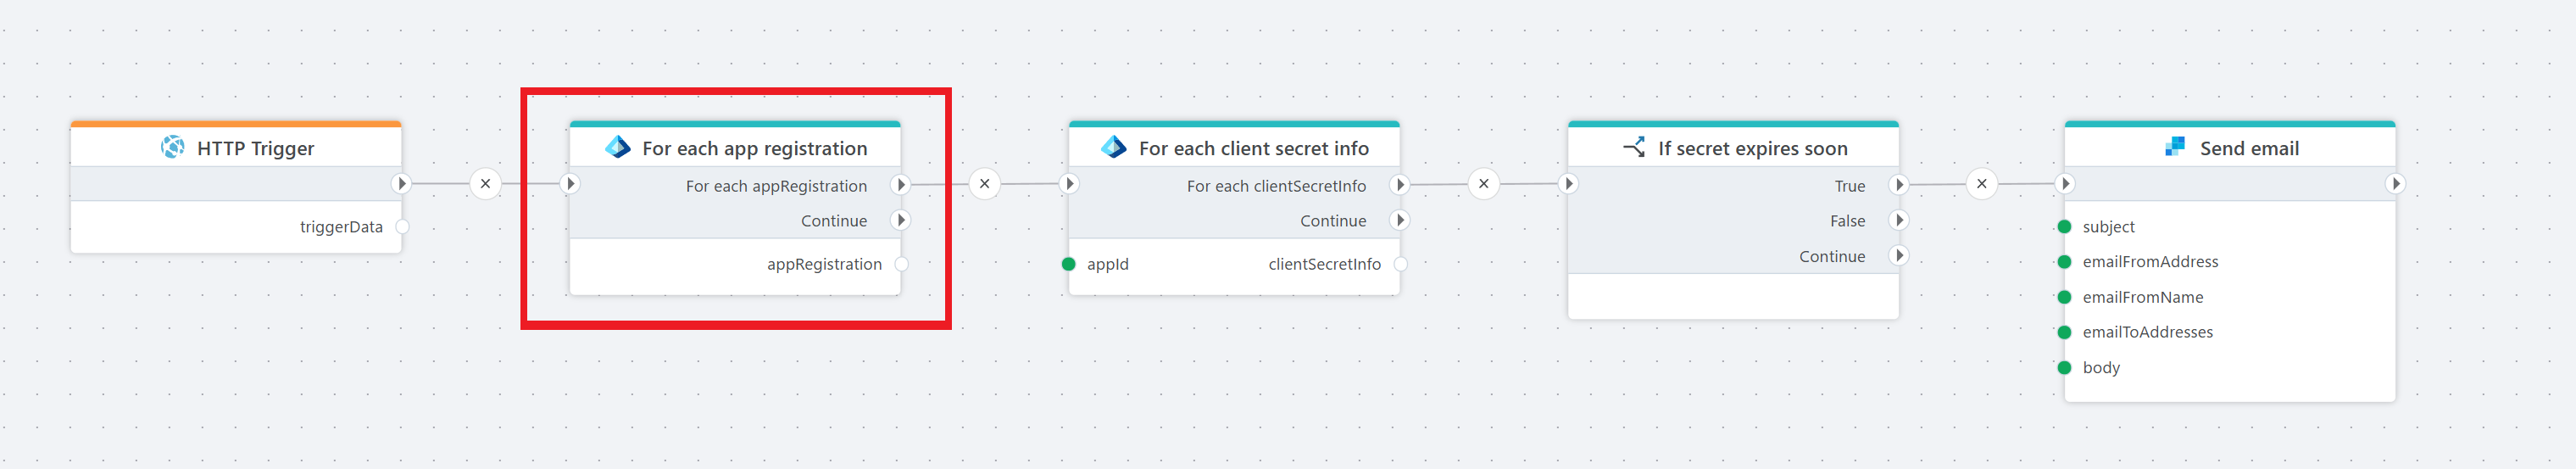 HTTP Trigger
triggerData
For each app registration
For each appRegistration
Continue
appRegistration
For each client secret info
For each clientSecretInfo
Continue
appId
clientSecretInfo
If secret expires soon
True
False
Continue
Send email
subject
emailFromAddress
emailFromName
emailToAddresses
body